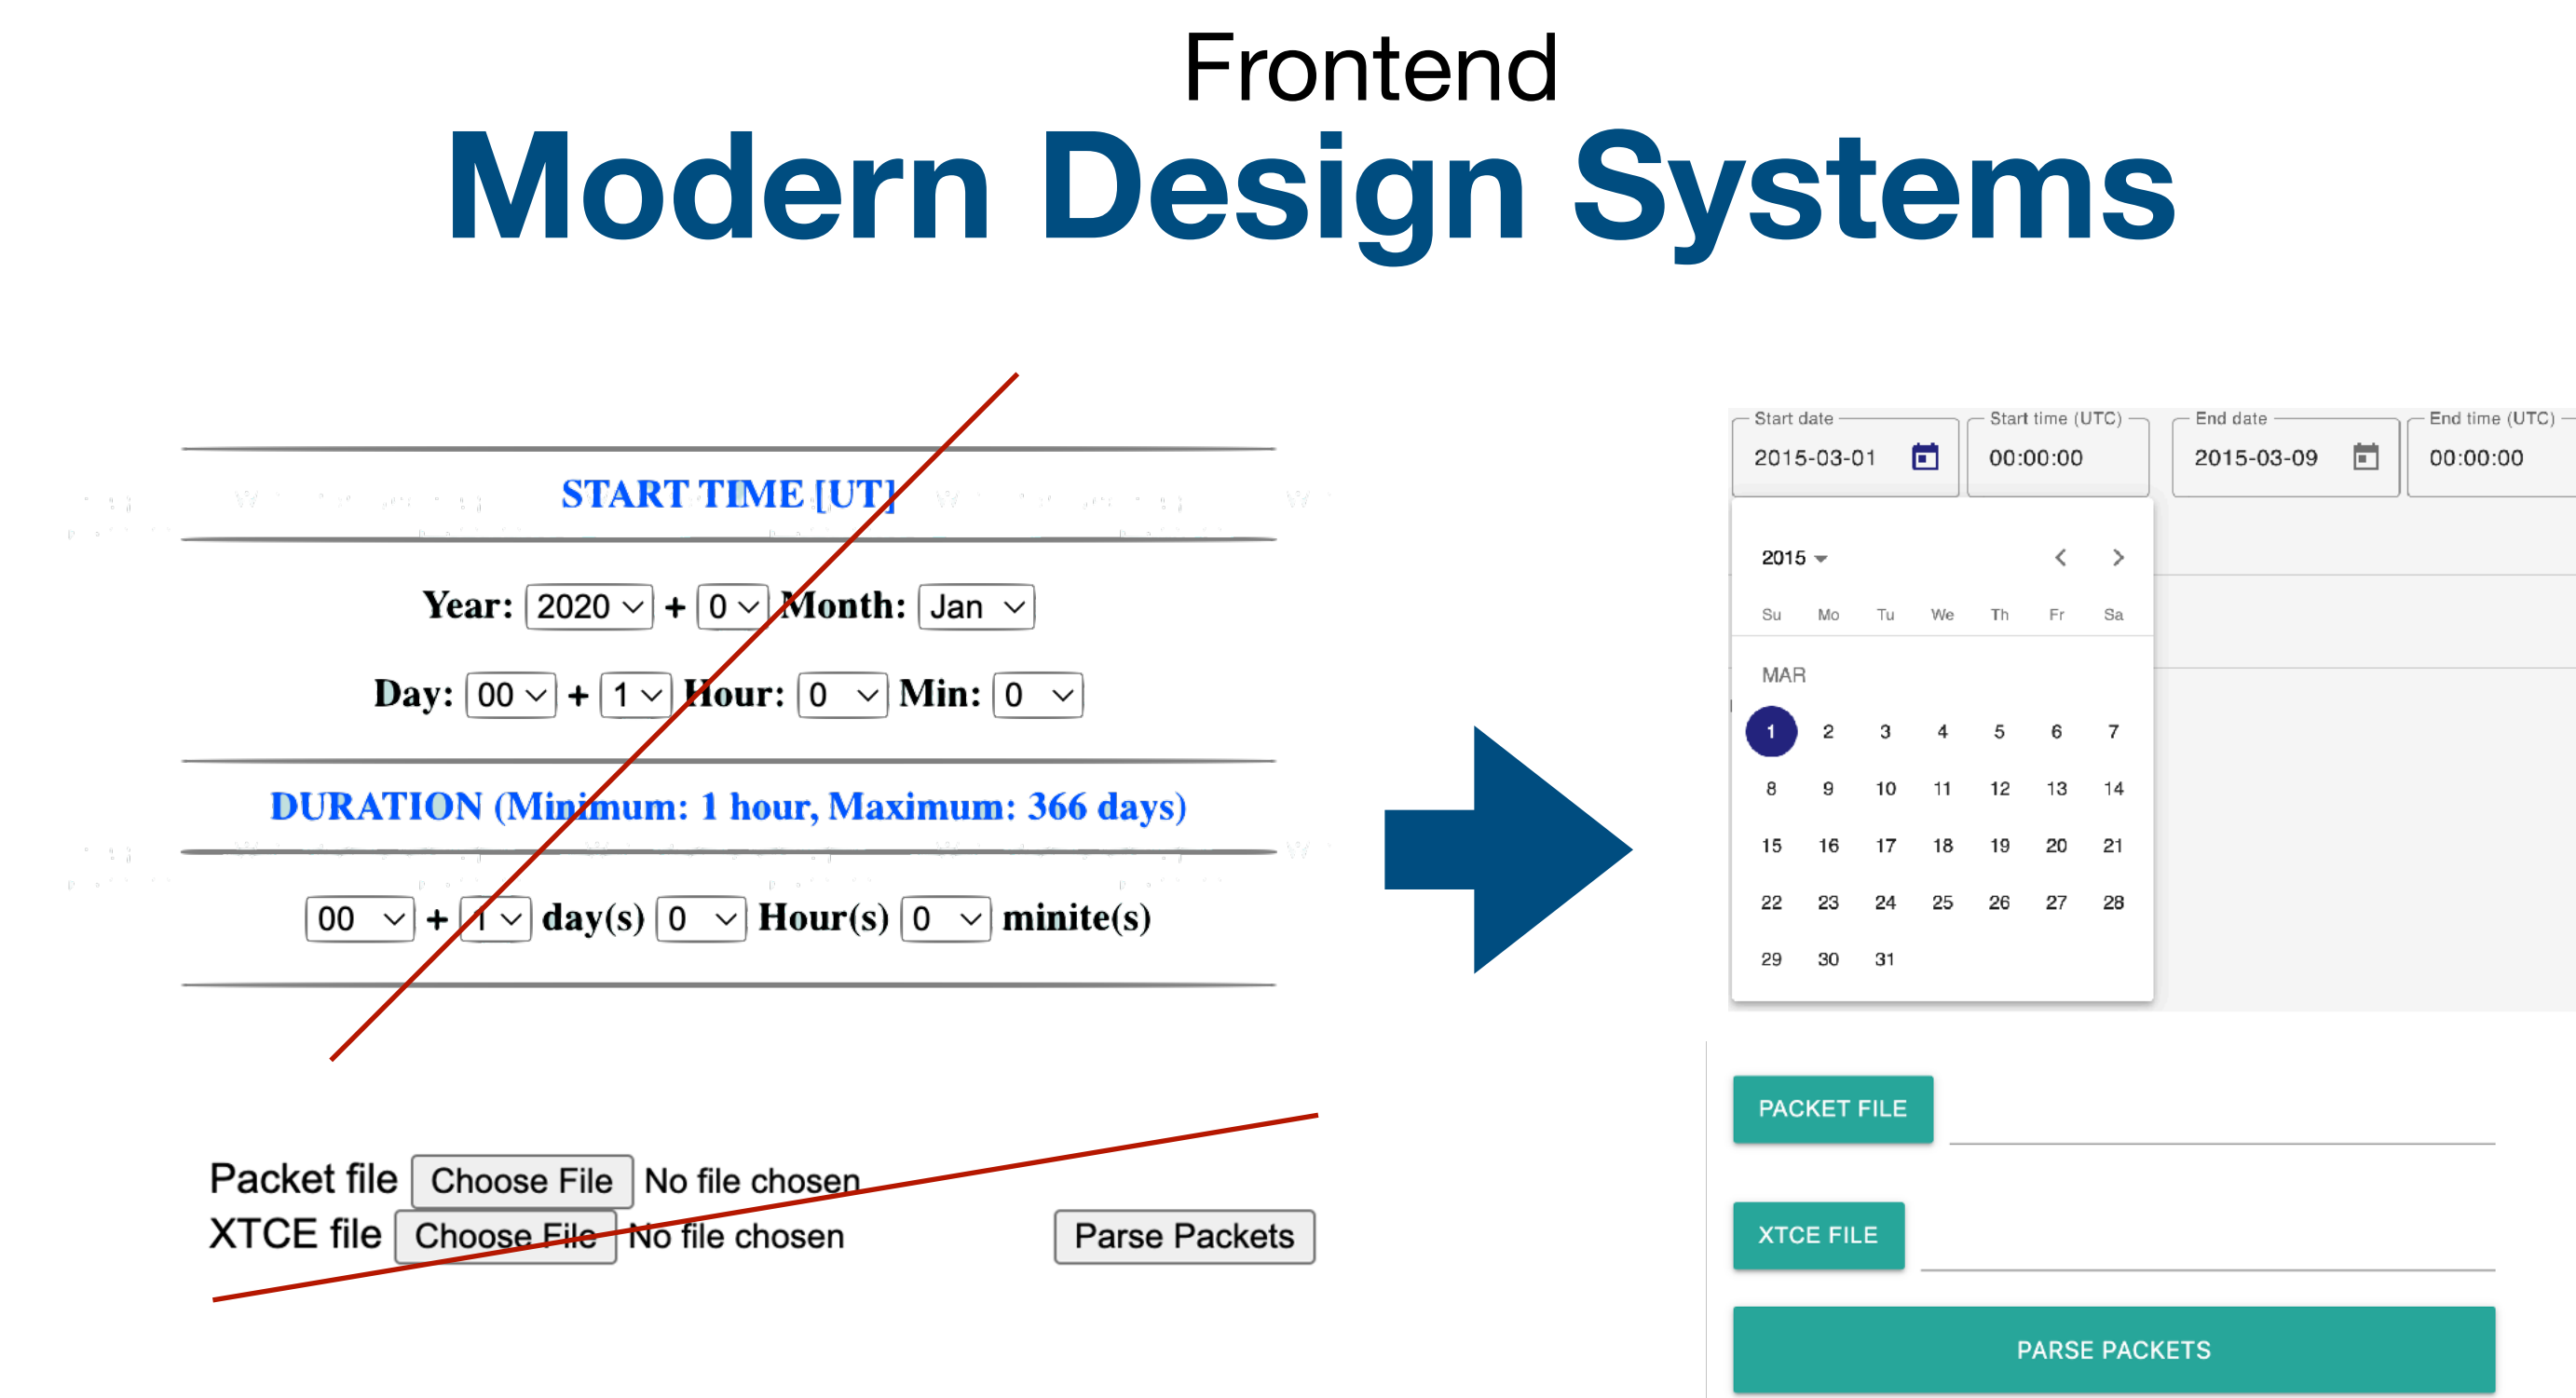 Frontend
Modern Design Systems
START TIME [UT]
Year: 2020 + 0 Month: Jan
Day: 00 + 1 Hour: 0 Min: 0
DURATION (Minimum: 1 hour, Maximum: 366 days)
00 + 1 day(s) 0 Hour(s) 0 minite(s)
Packet file Choose File No file chosen
XTCE file Choose File No file chosen Parse Packets
Start date Start time (UTC) End date End time (UTC)
2015-03-01 00:00:00 2015-03-09 00:00:00
2015
Su Mo Tu We Th Fr Sa
MAR
1 2 3 4 5 6 7
8 9 10 11 12 13 14
15 16 17 18 19 20 21
22 23 24 25 26 27 28
29 30 31
PACKET FILE
XTCE FILE
PARSE PACKETS